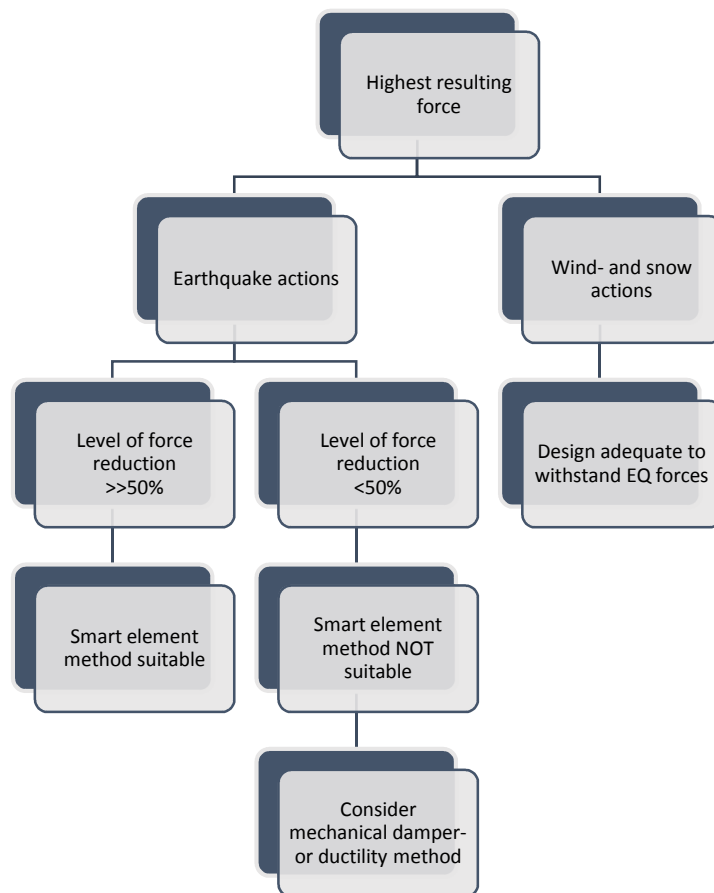 Highest resulting
force
Earthquake actions
Wind- and snow
actions
Level of force
reduction
>>50%
Level of force
reduction
<50%
Design adequate to
withstand EQ forces
Smart element
method suitable
Smart element
method NOT
suitable
Consider
mechanical damper-
or ductility method